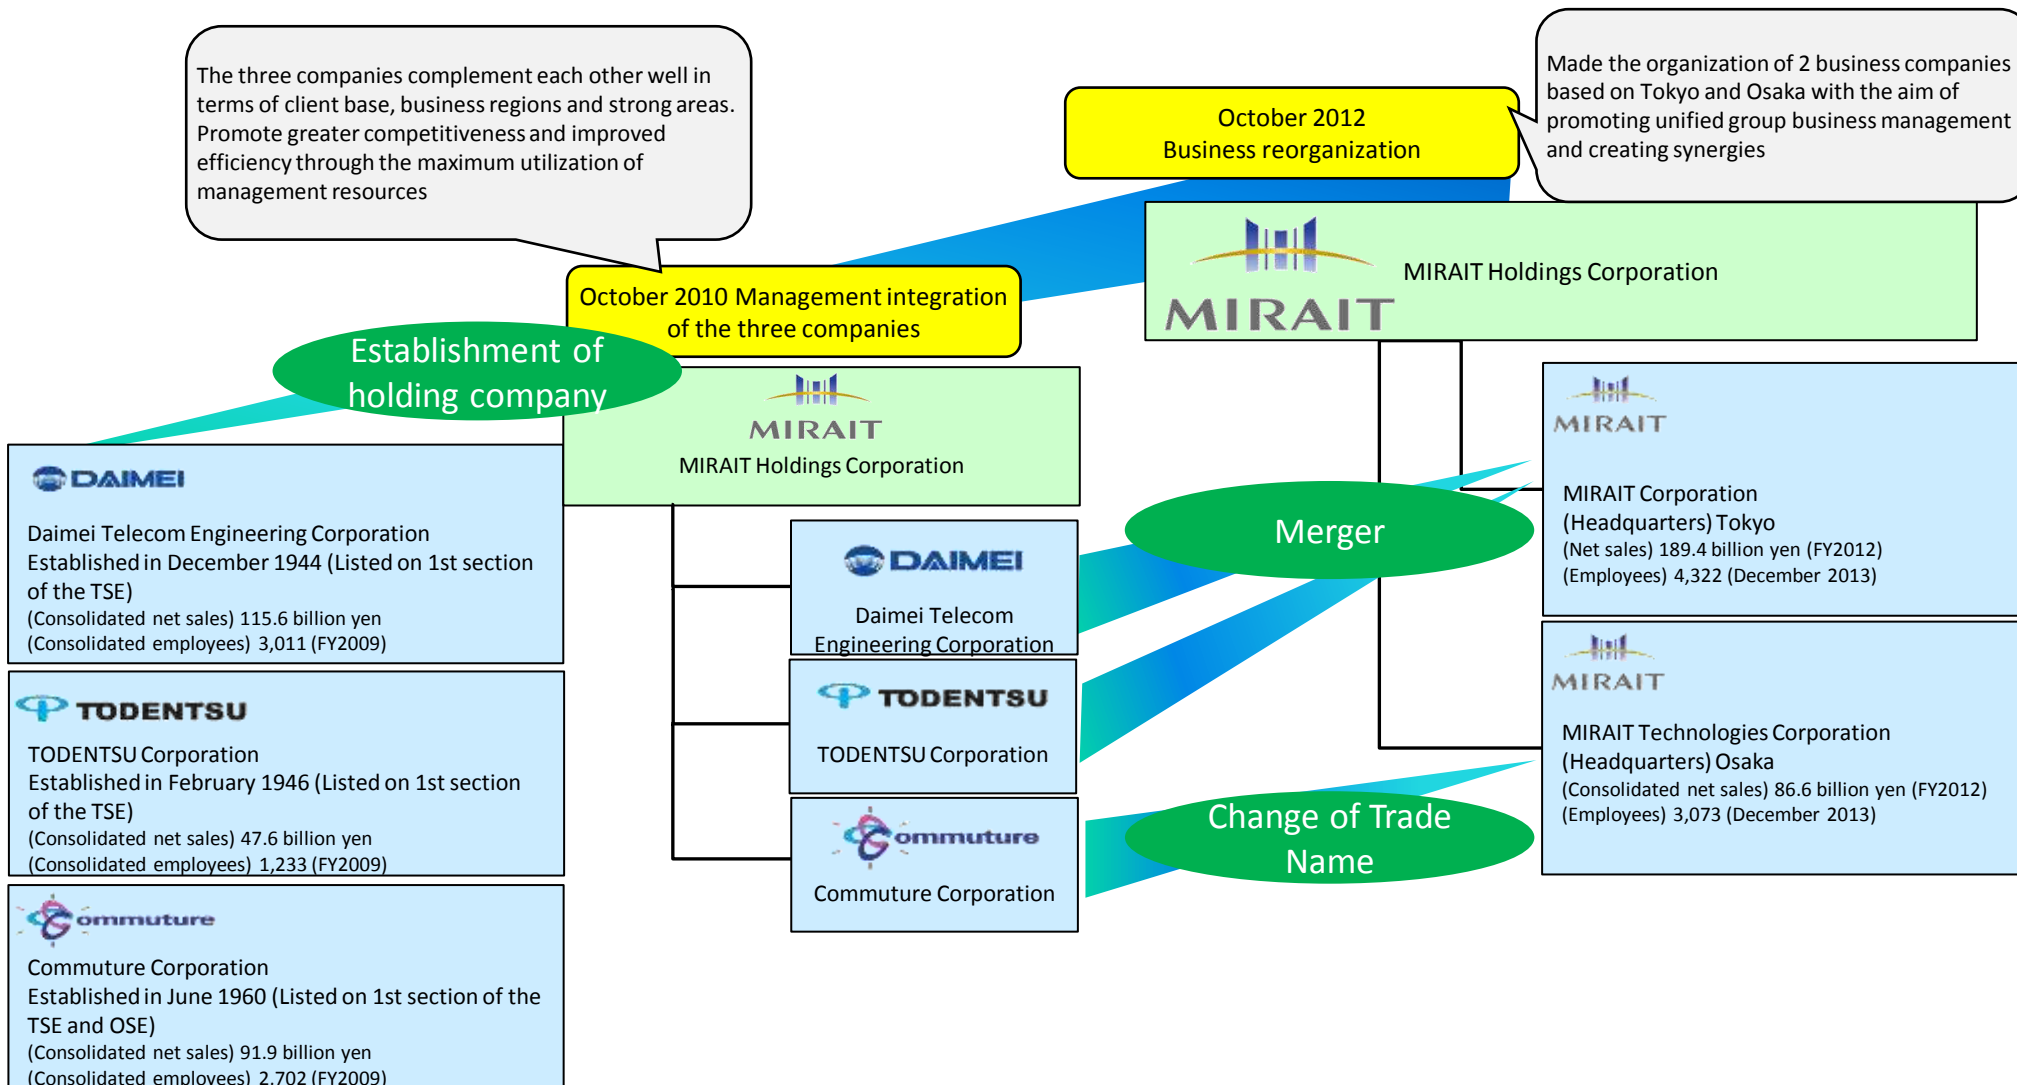 The three companies complement each other well in
terms of client base, business regions and strong areas.
Promote greater competitiveness and improved
efficiency through the maximum utilization of
management resources
October 2012
Business reorganization
Made the organization of 2 business companies
based on Tokyo and Osaka with the aim of
promoting unified group business management
and creating synergies
MIRAIT
MIRAIT Holdings Corporation
October 2010 Management integration
of the three companies
Establishment of
holding company
MIRAIT
MIRAIT Holdings Corporation
DAIMEI
Daimei Telecom Engineering Corporation
Established in December 1944 (Listed on 1st section
of the TSE)
(Consolidated net sales) 115.6 billion yen
(Consolidated employees) 3,011 (FY2009)
TODENTSU
TODENTSU Corporation
Established in February 1946 (Listed on 1st section
of the TSE)
(Consolidated net sales) 47.6 billion yen
(Consolidated employees) 1,233 (FY2009)
Commuture
Commuture Corporation
Established in June 1960 (Listed on 1st section of the
TSE and OSE)
(Consolidated net sales) 91.9 billion yen
(Consolidated employees) 2,702 (FY2009)
DAIMEI
Daimei Telecom
Engineering Corporation
TODENTSU
TODENTSU Corporation
Commuture
Commuture Corporation
Merger
Change of Trade
Name
MIRAIT
MIRAIT Corporation
(Headquarters) Tokyo
(Net sales) 189.4 billion yen (FY2012)
(Employees) 4,322 (December 2013)
MIRAIT
MIRAIT Technologies Corporation
(Headquarters) Osaka
(Consolidated net sales) 86.6 billion yen (FY2012)
(Employees) 3,073 (December 2013)